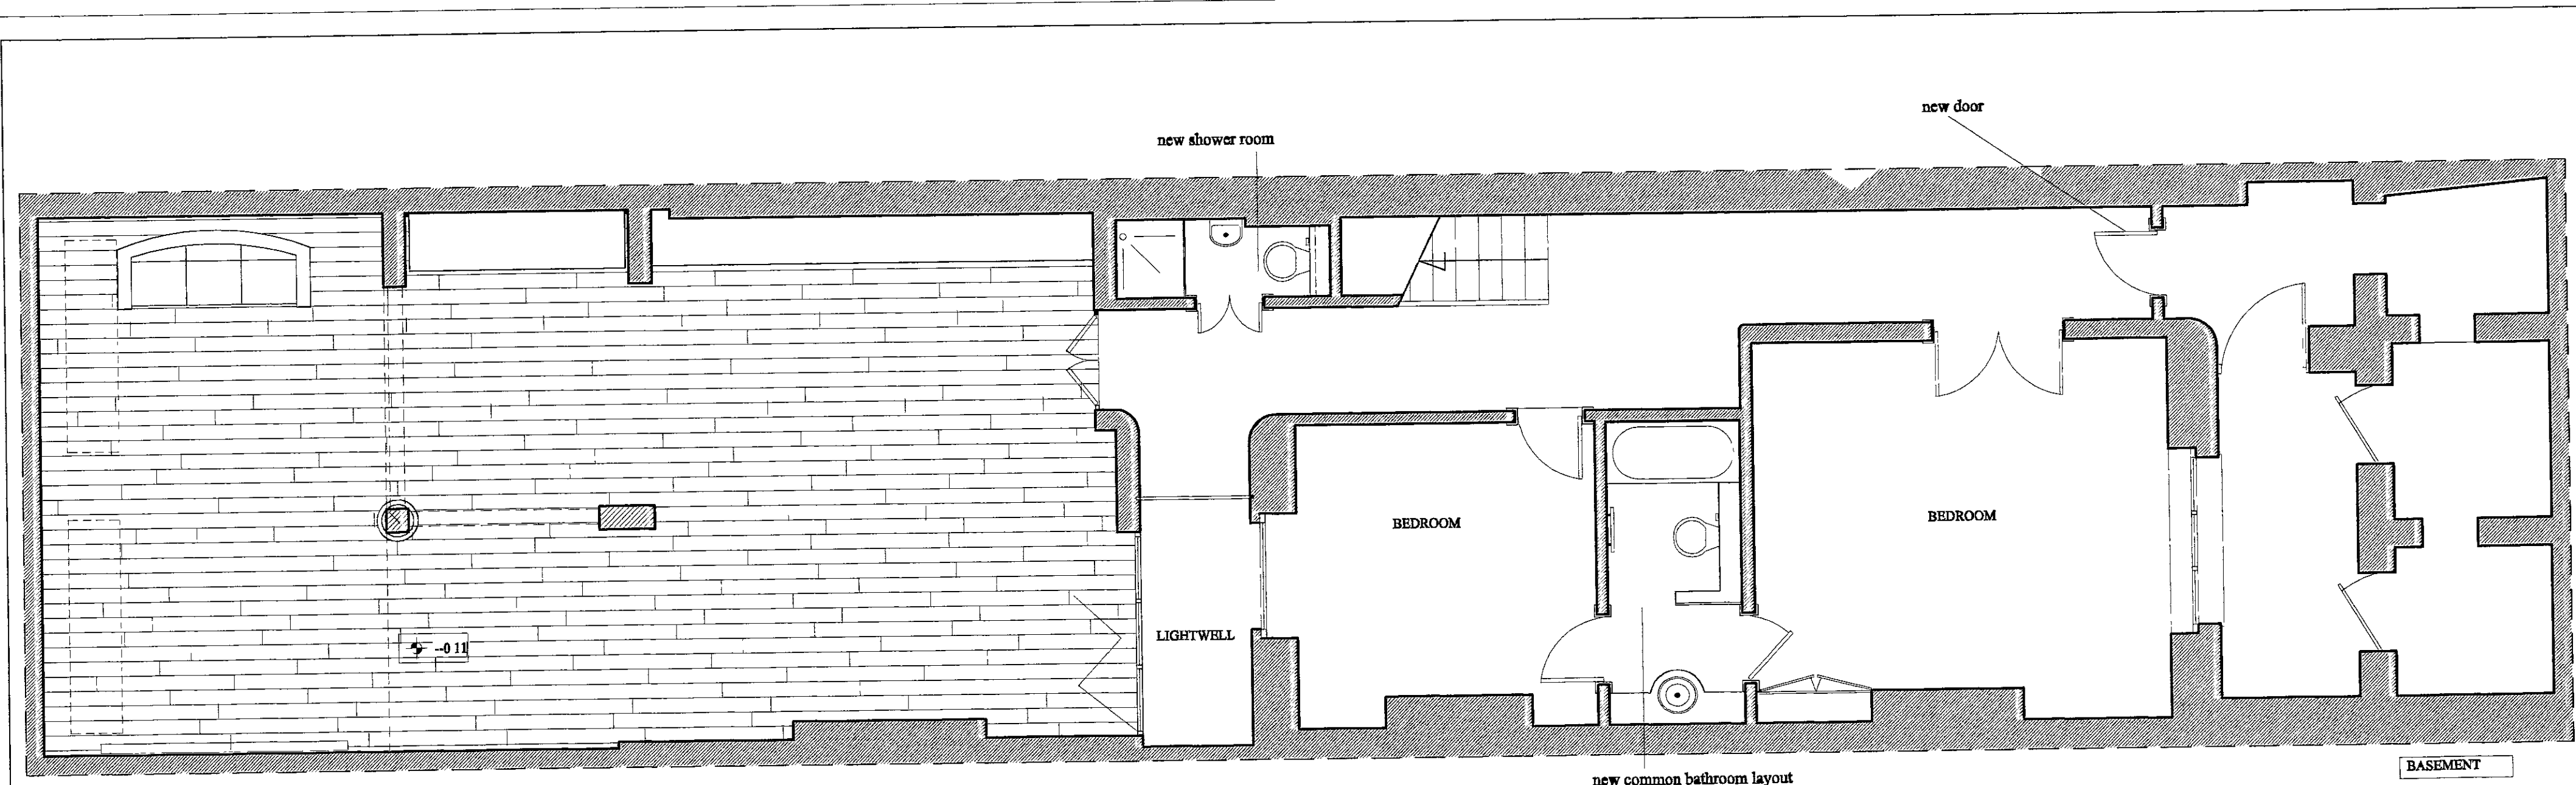 new door
new shower room
BEDROOM
BEDROOM
LIGHTWELL
--0 11
new common bathroom layout
BASEMENT